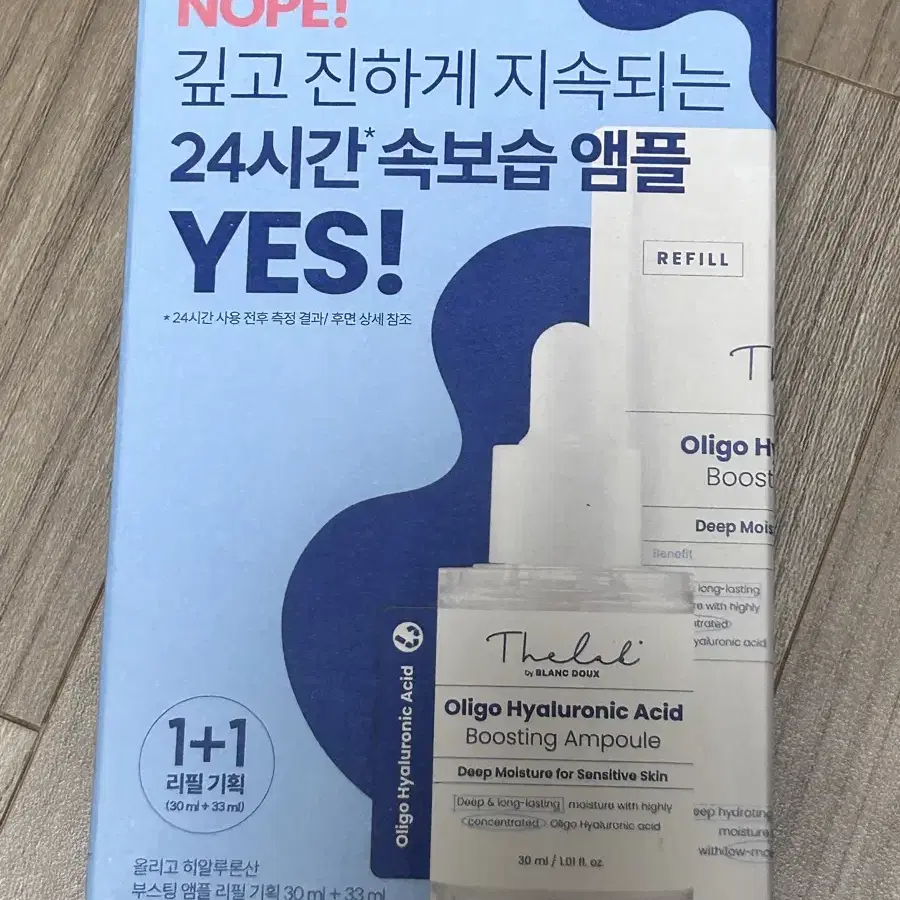 NOPE!
깊고 진하게 지속되는
24시간* 속보습 앰플
YES!
* 24시간 사용 전후 측정 결과/ 후면 상세 참조
REFILL
Oligo
Boost
Deep
Benefit
long-lasting
with highly
hyaluronic acid
Thelab
by BLANC DOUX
Oligo Hyaluronic Acid
Boosting Ampoule
Deep Moisture for Sensitive Skin
Deep & long-lasting moisture with highly
concentrated Oligo Hyaluronic acid
30 ml / 1.01 fl. oz.
Oligo Hyaluronic Acid
hydrating
moisture
with low-mo
1+1
리필 기획
(30 ml + 33 ml)
올리고 히알루론산
부스팅 앰플 리필 기획 30 ml + 33 ml